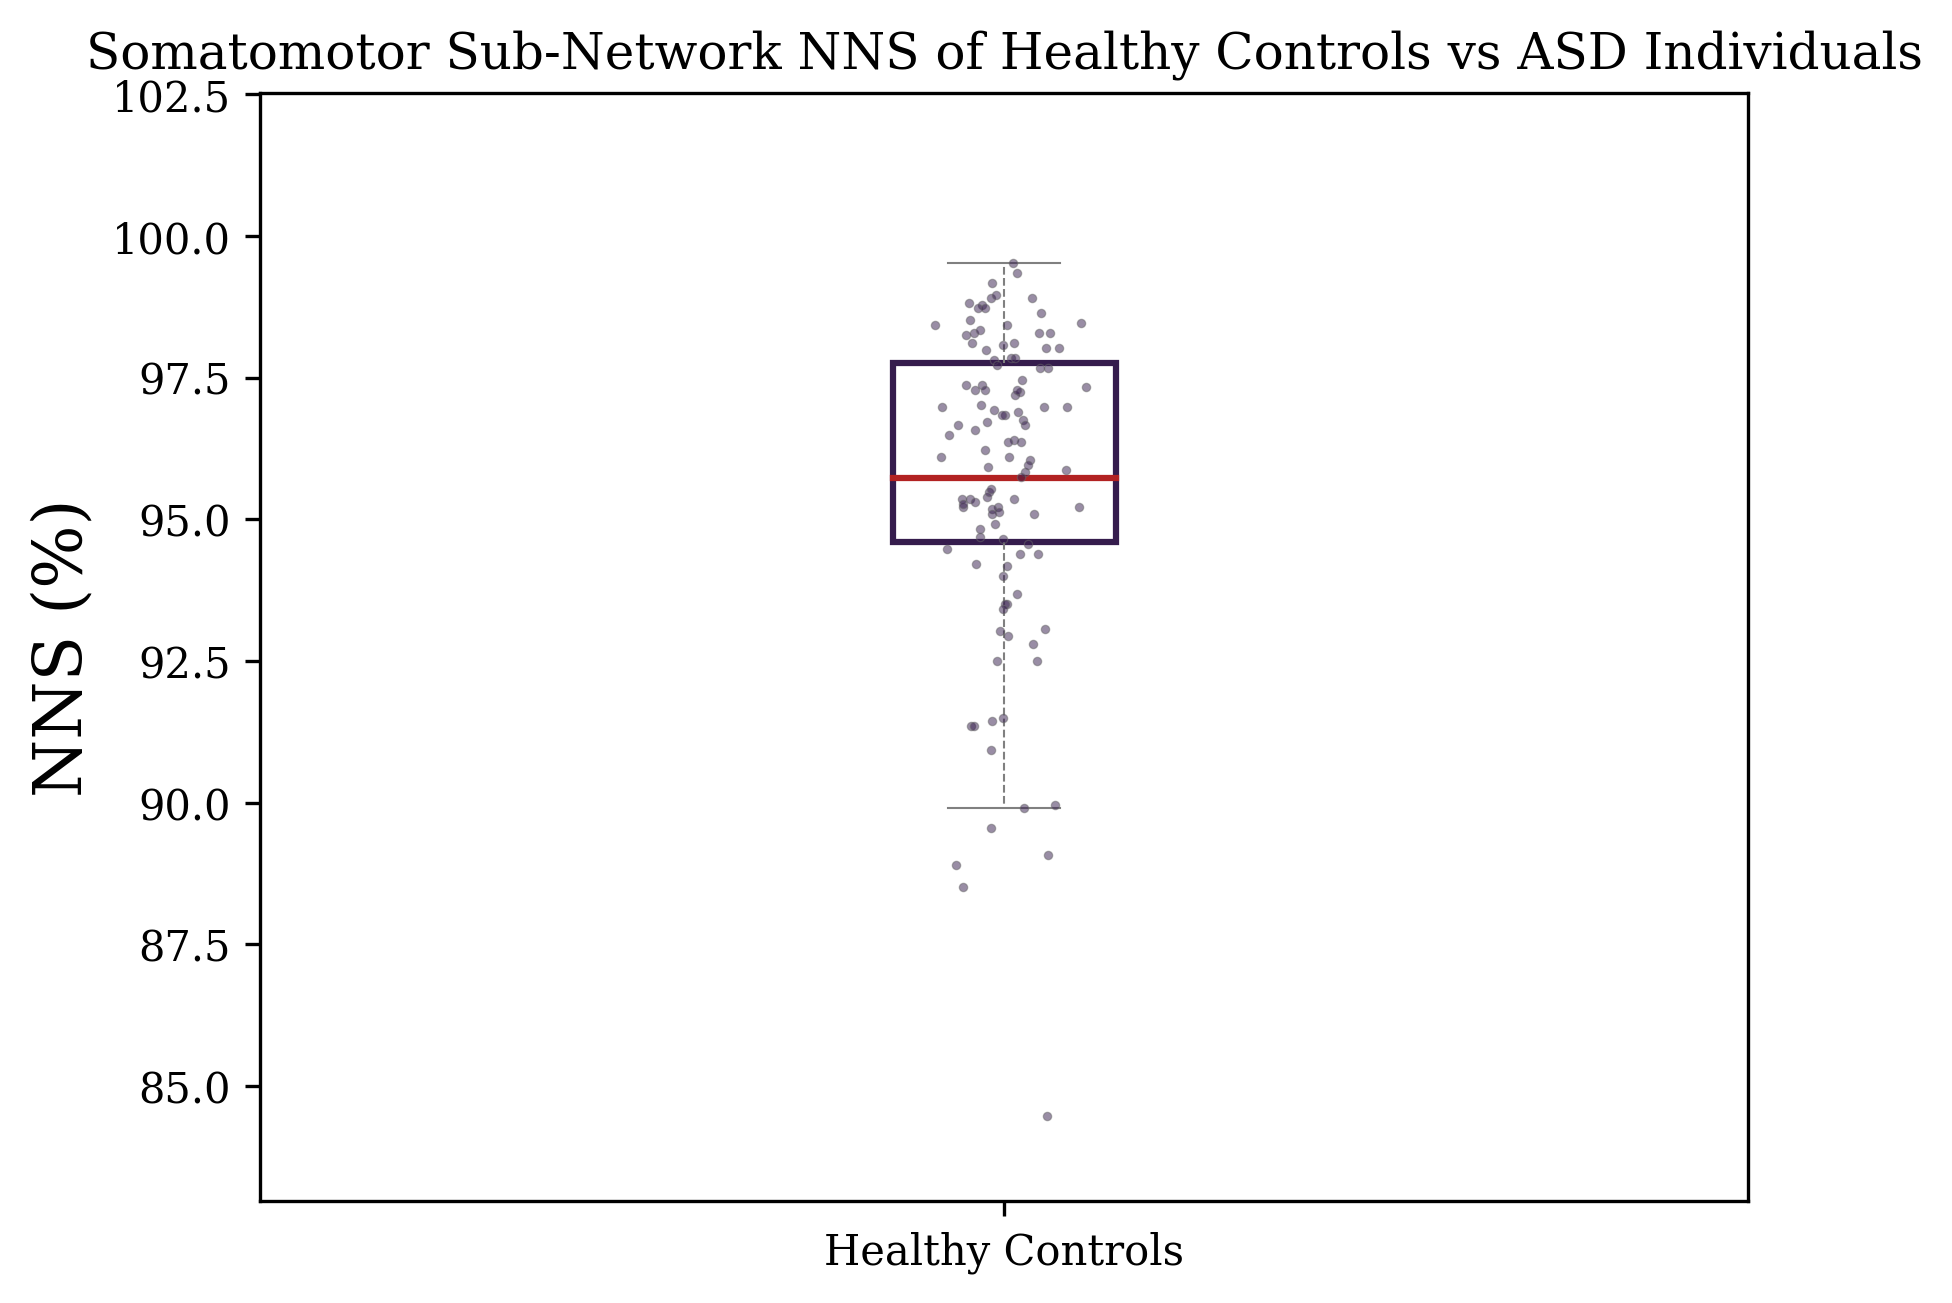 Somatomotor Sub-Network NNS of Healthy Controls vs ASD Individuals
102.5
100.0
97.5
95.0
92.5
90.0
87.5
85.0
NNS (%)
Healthy Controls